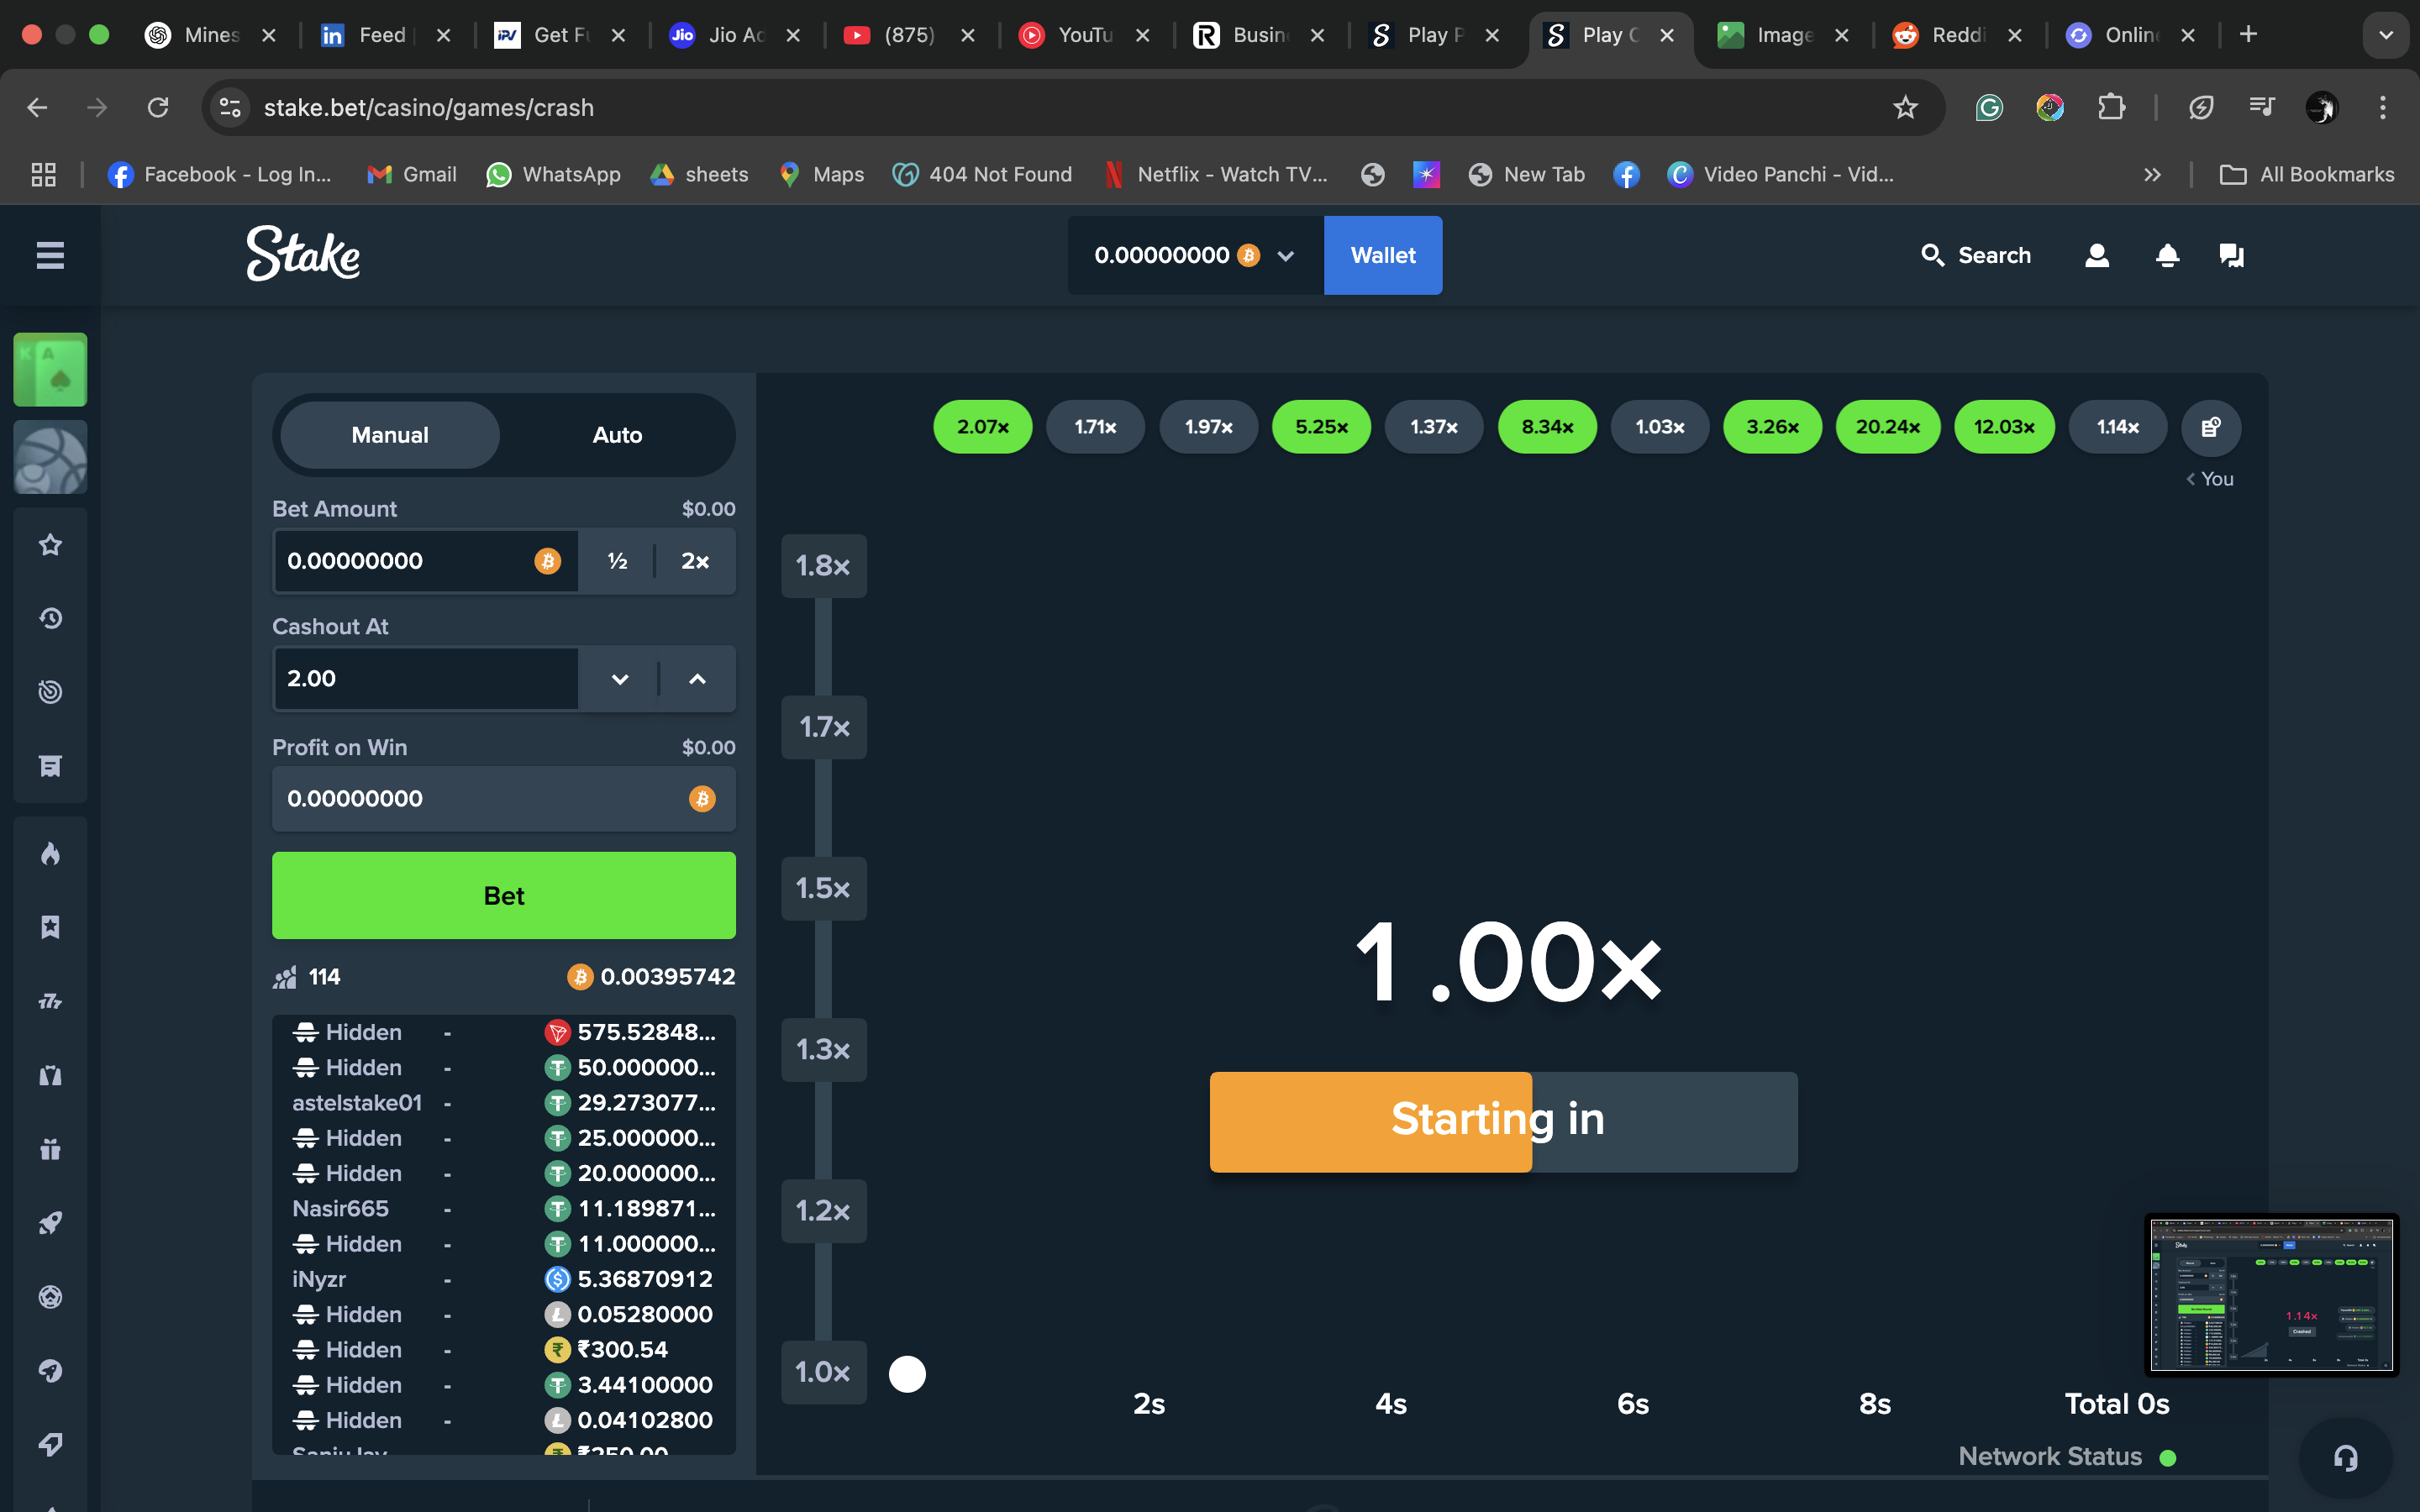 Mines
Feed
Get Fu
Jio Ad
(875)
YouTu
Busin
Play P
Play C
Image
Reddi
Online
stake.bet/casino/games/crash
Facebook - Log In...
Gmail
WhatsApp
sheets
Maps
404 Not Found
Netflix - Watch TV...
New Tab
Video Panchi - Vid...
All Bookmarks
Stake
0.00000000
Wallet
Search
Manual
Auto
2.07×
1.71×
1.97×
5.25×
1.37×
8.34×
1.03×
3.26×
20.24×
12.03×
1.14×
You
Bet Amount
$0.00
0.00000000
½
2×
Cashout At
2.00
Profit on Win
$0.00
0.00000000
Bet
114
0.00395742
Hidden - 575.52848...
Hidden - 50.000000...
astelstake01 - 29.273077...
Hidden - 25.000000...
Hidden - 20.000000...
Nasir665 - 11.189871...
Hidden - 11.000000...
iNyzr - 5.36870912
Hidden - 0.05280000
Hidden - ₹300.54
Hidden - 3.44100000
Hidden - 0.04102800
1.8×
1.7×
1.5×
1.3×
1.2×
1.0×
1.00×
Starting in
1.14×
Crashed
2s
4s
6s
8s
Total 0s
Network Status